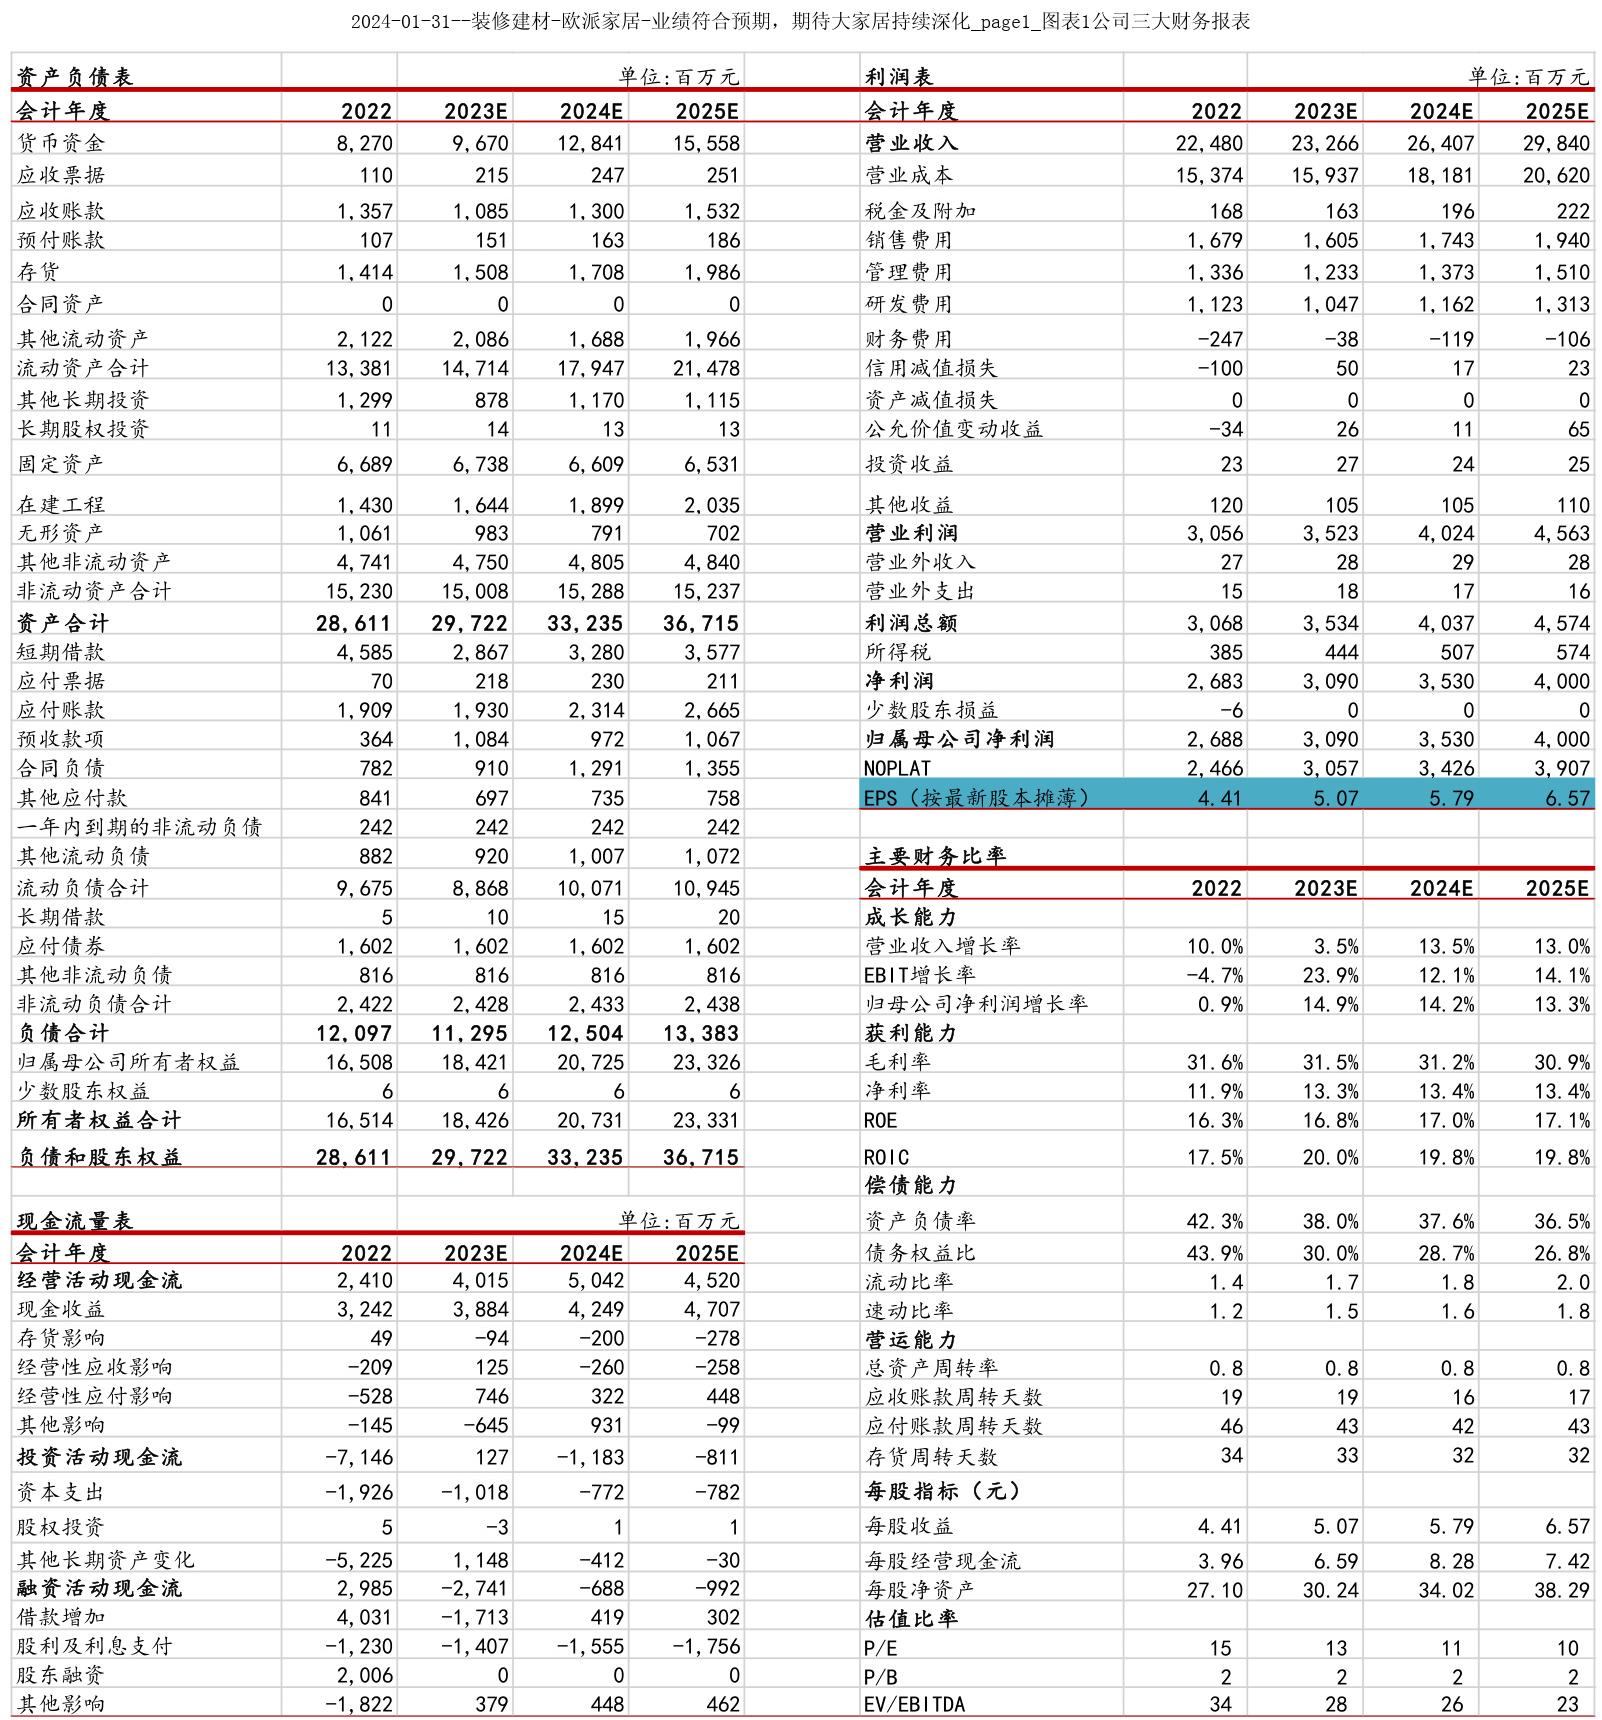 2024-01-31--装修建材-欧派家居-业绩符合预期，期待大家居持续深化_page1_图表1公司三大财务报表
资产负债表 单位:百万元
会计年度 2022 2023E 2024E 2025E
货币资金 8,270 9,670 12,841 15,558
应收票据 110 215 247 251
应收账款 1,357 1,085 1,300 1,532
预付账款 107 151 163 186
存货 1,414 1,508 1,708 1,986
合同资产 0 0 0 0
其他流动资产 2,122 2,086 1,688 1,966
流动资产合计 13,381 14,714 17,947 21,478
其他长期投资 1,299 878 1,170 1,115
长期股权投资 11 14 13 13
固定资产 6,689 6,738 6,609 6,531
在建工程 1,430 1,644 1,899 2,035
无形资产 1,061 983 791 702
其他非流动资产 4,741 4,750 4,805 4,840
非流动资产合计 15,230 15,008 15,288 15,237
资产合计 28,611 29,722 33,235 36,715
短期借款 4,585 2,867 3,280 3,577
应付票据 70 218 230 211
应付账款 1,909 1,930 2,314 2,665
预收款项 364 1,084 972 1,067
合同负债 782 910 1,291 1,355
其他应付款 841 697 735 758
一年内到期的非流动负债 242 242 242 242
其他流动负债 882 920 1,007 1,072
流动负债合计 9,675 8,868 10,071 10,945
长期借款 5 10 15 20
应付债券 1,602 1,602 1,602 1,602
其他非流动负债 816 816 816 816
非流动负债合计 2,422 2,428 2,433 2,438
负债合计 12,097 11,295 12,504 13,383
归属母公司所有者权益 16,508 18,421 20,725 23,326
少数股东权益 6 6 6 6
所有者权益合计 16,514 18,426 20,731 23,331
负债和股东权益 28,611 29,722 33,235 36,715
现金流量表 单位:百万元
会计年度 2022 2023E 2024E 2025E
经营活动现金流 2,410 4,015 5,042 4,520
现金收益 3,242 3,884 4,249 4,707
存货影响 49 -94 -200 -278
经营性应收影响 -209 125 -260 -258
经营性应付影响 -528 746 322 448
其他影响 -145 -645 931 -99
投资活动现金流 -7,146 127 -1,183 -811
资本支出 -1,926 -1,018 -772 -782
股权投资 5 -3 1 1
其他长期资产变化 -5,225 1,148 -412 -30
融资活动现金流 2,985 -2,741 -688 -992
借款增加 4,031 -1,713 419 302
股利及利息支付 -1,230 -1,407 -1,555 -1,756
股东融资 2,006 0 0 0
其他影响 -1,822 379 448 462
利润表 单位:百万元
会计年度 2022 2023E 2024E 2025E
营业收入 22,480 23,266 26,407 29,840
营业成本 15,374 15,937 18,181 20,620
税金及附加 168 163 196 222
销售费用 1,679 1,605 1,743 1,940
管理费用 1,336 1,233 1,373 1,510
研发费用 1,123 1,047 1,162 1,313
财务费用 -247 -38 -119 -106
信用减值损失 -100 50 17 23
资产减值损失 0 0 0 0
公允价值变动收益 -34 26 11 65
投资收益 23 27 24 25
其他收益 120 105 105 110
营业利润 3,056 3,523 4,024 4,563
营业外收入 27 28 29 28
营业外支出 15 18 17 16
利润总额 3,068 3,534 4,037 4,574
所得税 385 444 507 574
净利润 2,683 3,090 3,530 4,000
少数股东损益 -6 0 0 0
归属母公司净利润 2,688 3,090 3,530 4,000
NOPLAT 2,466 3,057 3,426 3,907
EPS（按最新股本摊薄） 4.41 5.07 5.79 6.57
主要财务比率
会计年度 2022 2023E 2024E 2025E
成长能力
营业收入增长率 10.0% 3.5% 13.5% 13.0%
EBIT增长率 -4.7% 23.9% 12.1% 14.1%
归母公司净利润增长率 0.9% 14.9% 14.2% 13.3%
获利能力
毛利率 31.6% 31.5% 31.2% 30.9%
净利率 11.9% 13.3% 13.4% 13.4%
ROE 16.3% 16.8% 17.0% 17.1%
ROIC 17.5% 20.0% 19.8% 19.8%
偿债能力
资产负债率 42.3% 38.0% 37.6% 36.5%
债务权益比 43.9% 30.0% 28.7% 26.8%
流动比率 1.4 1.7 1.8 2.0
速动比率 1.2 1.5 1.6 1.8
营运能力
总资产周转率 0.8 0.8 0.8 0.8
应收账款周转天数 19 19 16 17
应付账款周转天数 46 43 42 43
存货周转天数 34 33 32 32
每股指标（元）
每股收益 4.41 5.07 5.79 6.57
每股经营现金流 3.96 6.59 8.28 7.42
每股净资产 27.10 30.24 34.02 38.29
估值比率
P/E 15 13 11 10
P/B 2 2 2 2
EV/EBITDA 34 28 26 23